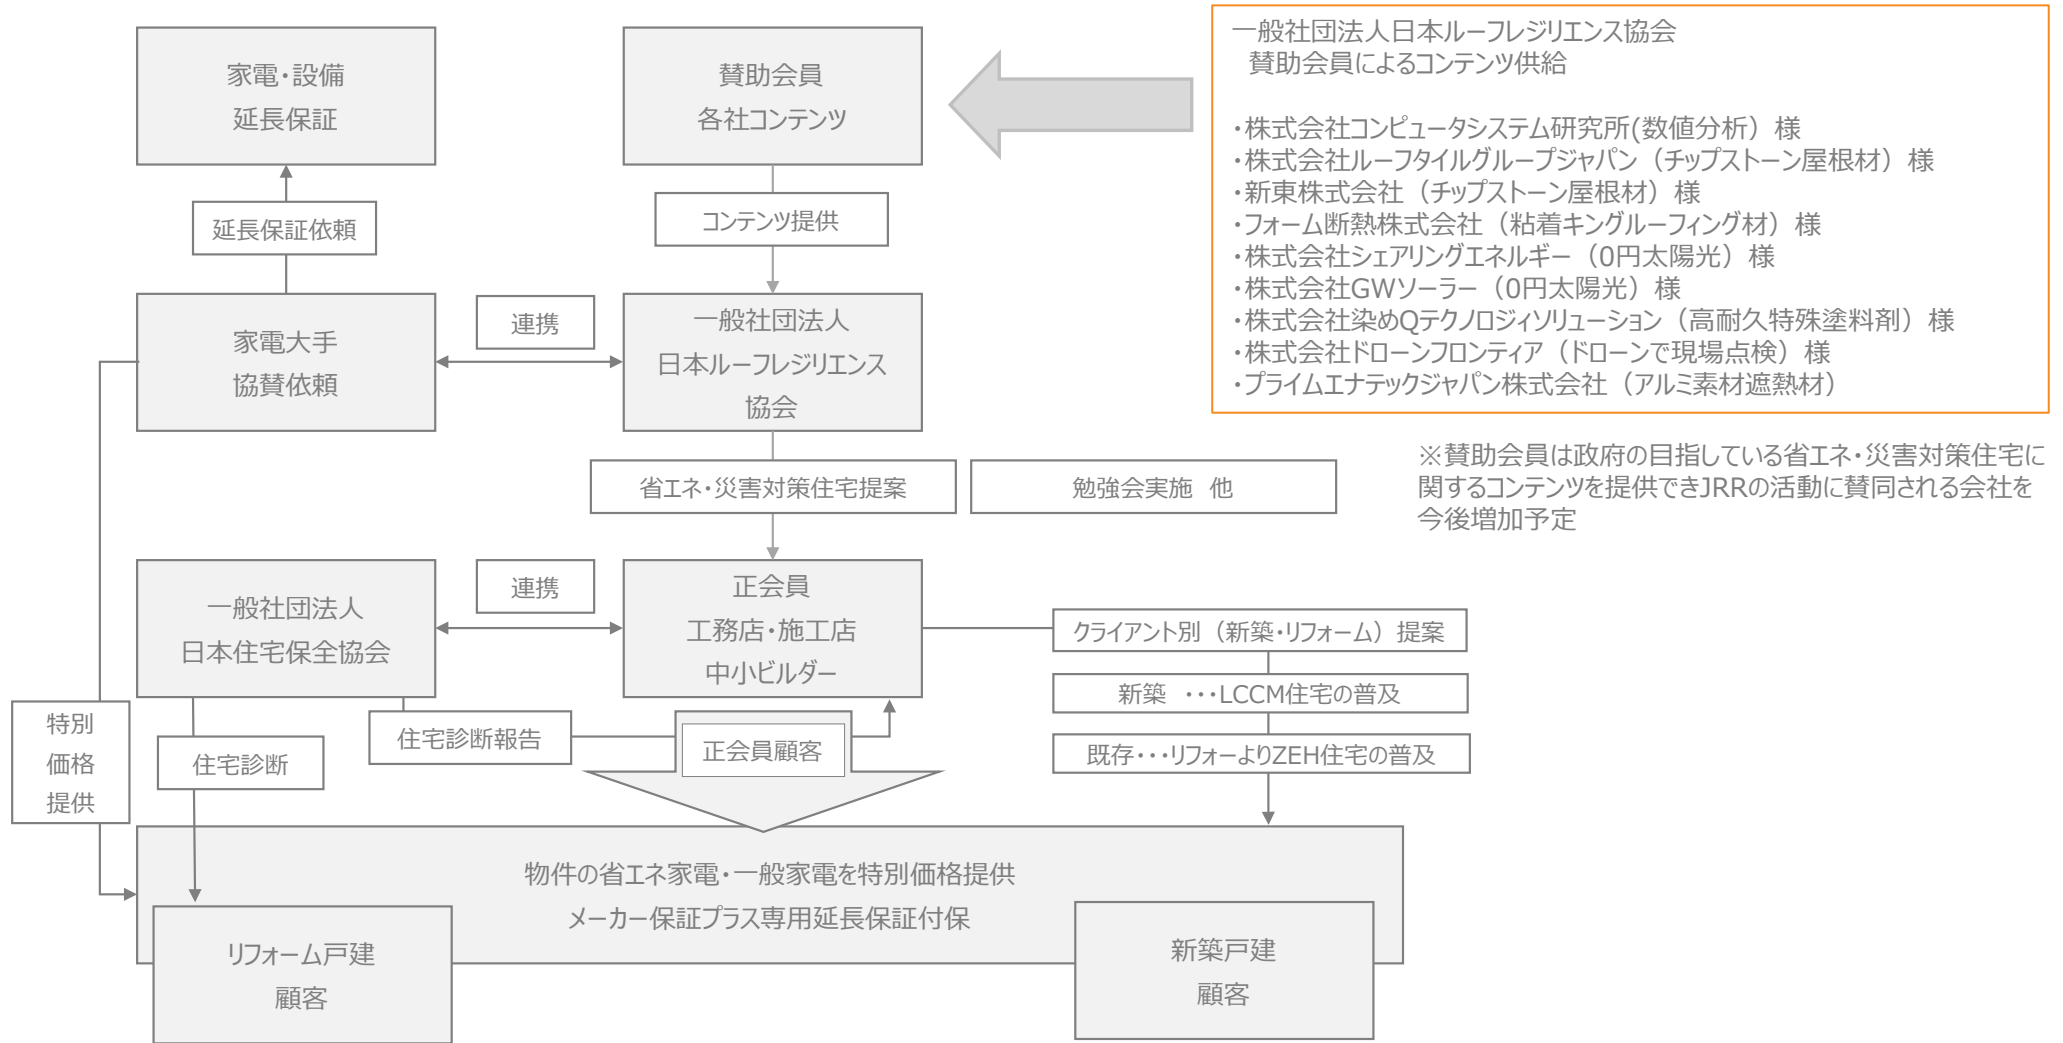 家電・設備
延長保証
賛助会員
各社コンテンツ
一般社団法人日本ルーフレジリエンス協会
賛助会員によるコンテンツ供給
・株式会社コンピュータシステム研究所(数値分析）様
・株式会社ルーフタイルグループジャパン（チップストーン屋根材）様
・新東株式会社（チップストーン屋根材）様
・フォーム断熱株式会社（粘着キングルーフィング材）様
・株式会社シェアリングエネルギー（0円太陽光）様
・株式会社GWソーラー（0円太陽光）様
・株式会社染めQテクノロジィソリューション（高耐久特殊塗料剤）様
・株式会社ドローンフロンティア（ドローンで現場点検）様
・プライムエナテックジャパン株式会社（アルミ素材遮熱材）
延長保証依頼
コンテンツ提供
家電大手
協賛依頼
連携
一般社団法人
日本ルーフレジリエンス
協会
※賛助会員は政府の目指している省エネ・災害対策住宅に
関するコンテンツを提供できJRRの活動に賛同される会社を
今後増加予定
省エネ・災害対策住宅提案
勉強会実施 他
一般社団法人
日本住宅保全協会
連携
正会員
工務店・施工店
中小ビルダー
クライアント別（新築・リフォーム）提案
新築 ・・・LCCM住宅の普及
既存・・・リフォーよりZEH住宅の普及
特別
価格
提供
住宅診断
住宅診断報告
正会員顧客
物件の省エネ家電・一般家電を特別価格提供
メーカー保証プラス専用延長保証付保
リフォーム戸建
顧客
新築戸建
顧客